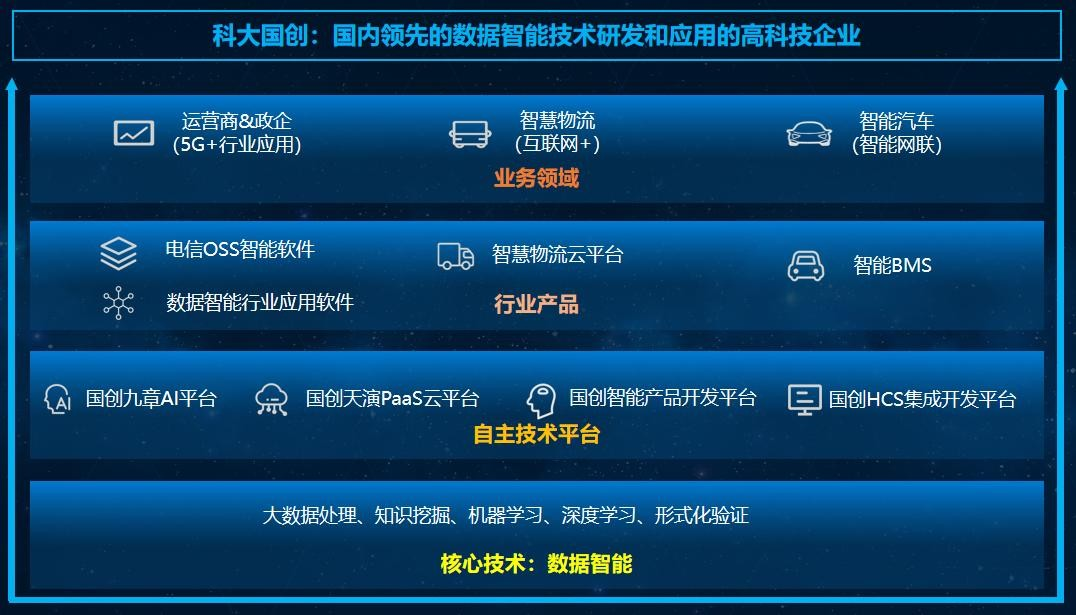 科大国创：国内领先的数据智能技术研发和应用的高科技企业
运营商&政企
(5G+行业应用)
智慧物流
(互联网+)
智能汽车
(智能网联)
业务领域
电信OSS智能软件
智慧物流云平台
智能BMS
数据智能行业应用软件
行业产品
AI
国创九章AI平台
国创天演PaaS云平台
国创智能产品开发平台
国创HCS集成开发平台
自主技术平台
大数据处理、知识挖掘、机器学习、深度学习、形式化验证
核心技术：数据智能